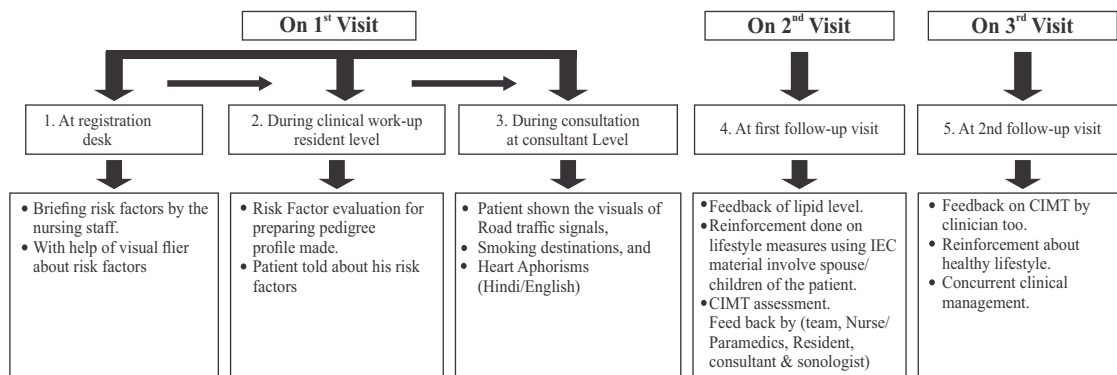 On 1st Visit
On 2nd Visit
On 3rd Visit
1. At registration
desk
2. During clinical work-up
resident level
3. During consultation
at consultant Level
4. At first follow-up visit
5. At 2nd follow-up visit
• Briefing risk factors by the
nursing staff.
• With help of visual flier
about risk factors
• Risk Factor evaluation for
preparing pedigree
profile made.
• Patient told about his risk
factors
• Patient shown the visuals of
Road traffic signals,
• Smoking destinations, and
• Heart Aphorisms
(Hindi/English)
• Feedback of lipid level.
• Reinforcement done on
lifestyle measures using IEC
material involve spouse/
children of the patient.
• CIMT assessment.
Feed back by (team, Nurse/
Paramedics, Resident,
consultant & sonologist)
• Feedback on CIMT by
clinician too.
• Reinforcement about
healthy lifestyle.
• Concurrent clinical
management.